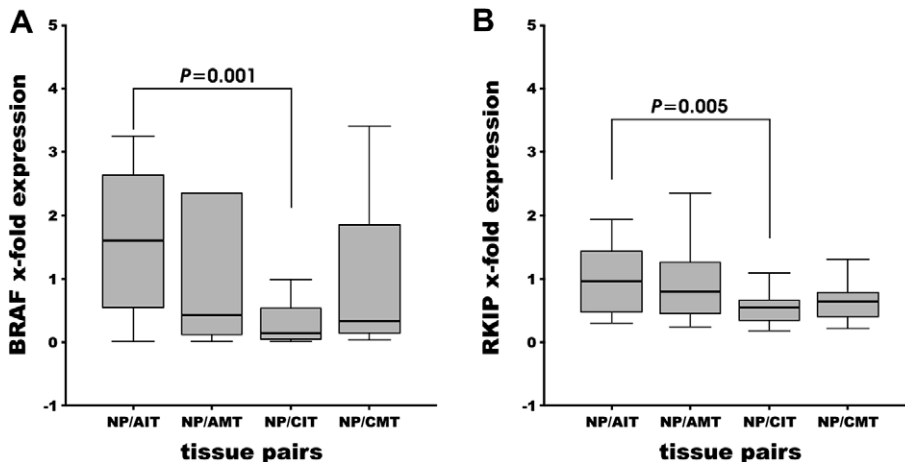 A
BRAF x-fold expression
5
4
3
2
1
0
-1
P=0.001
NP/AIT NP/AMT NP/CIT NP/CMT
tissue pairs
B
RKIP x-fold expression
5
4
3
2
1
0
-1
P=0.005
NP/AIT NP/AMT NP/CIT NP/CMT
tissue pairs